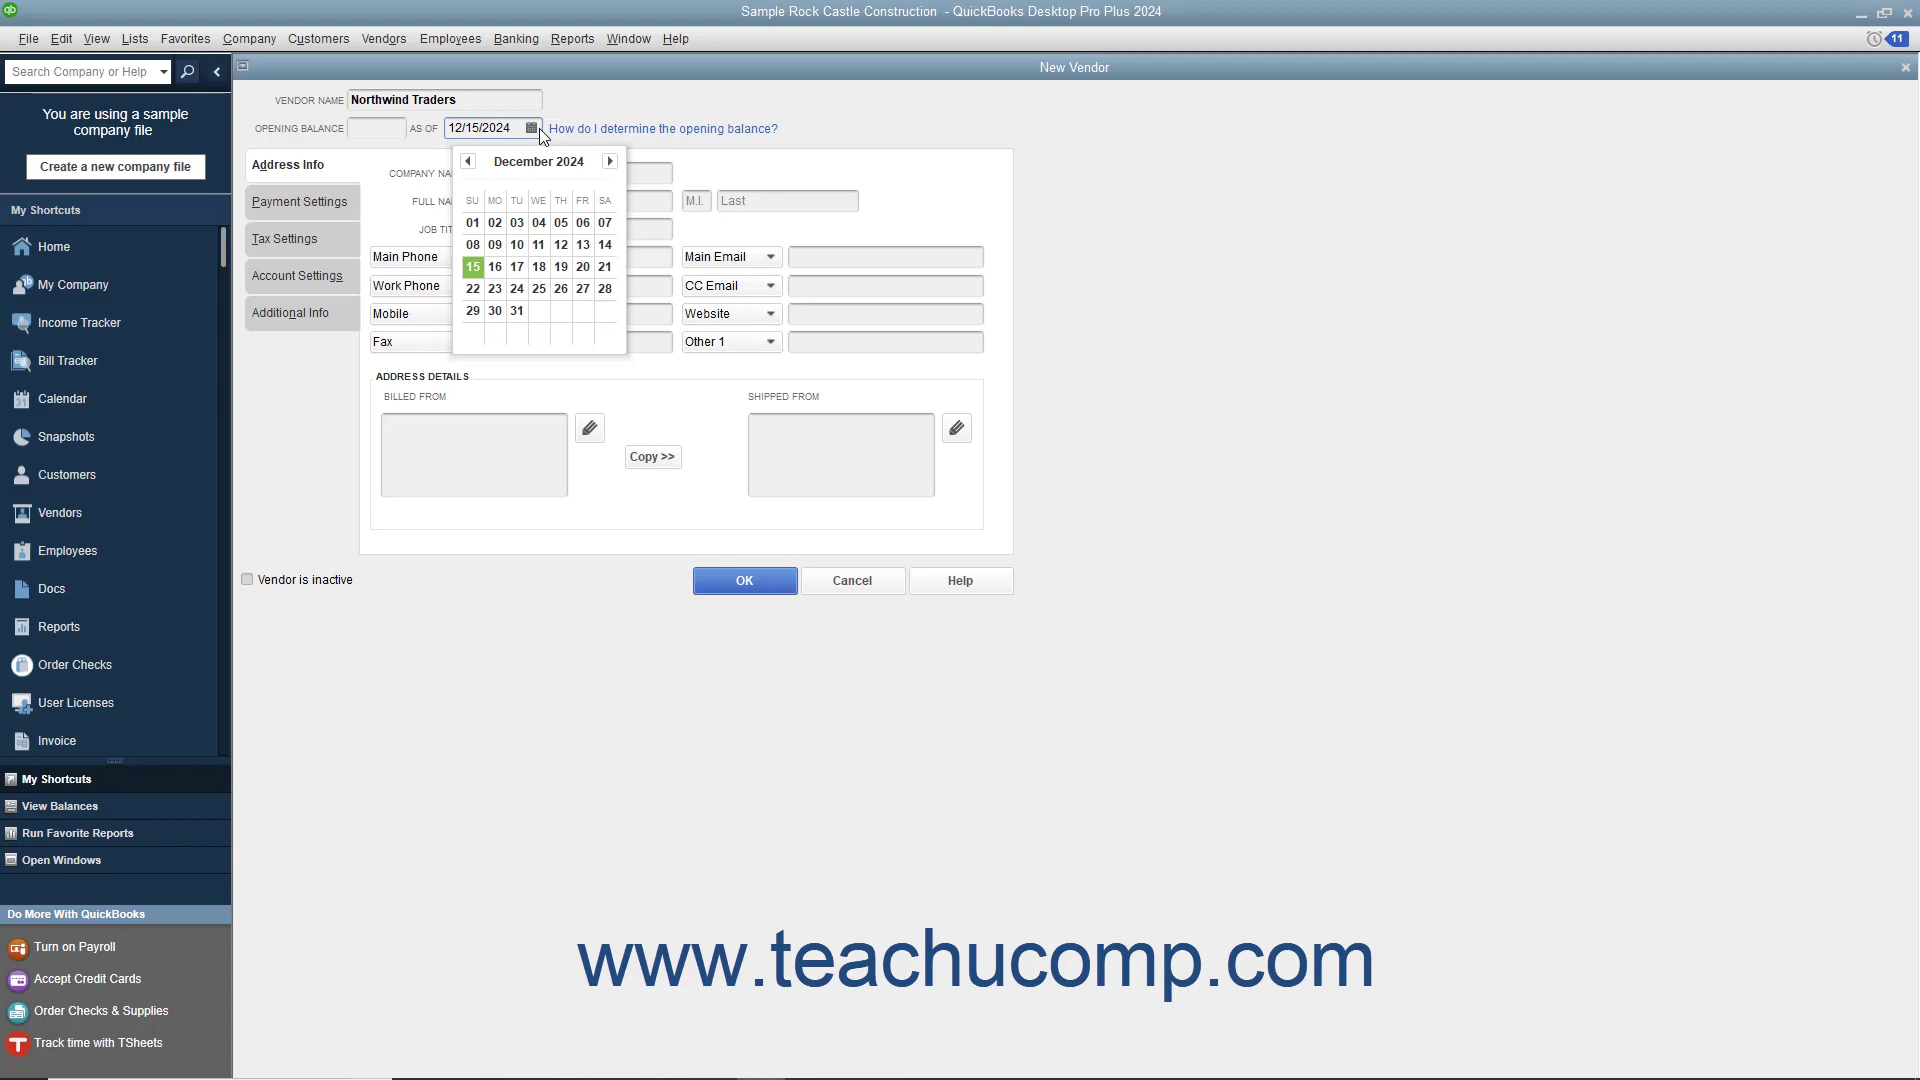 qb
Sample Rock Castle Construction - QuickBooks Desktop Pro Plus 2024
File Edit View Lists Favorites Company Customers Vendors Employees Banking Reports Window Help
11
Search Company or Help
You are using a sample
company file
Create a new company file
My Shortcuts
Home
My Company
Income Tracker
Bill Tracker
31
Calendar
Snapshots
Customers
Vendors
Employees
Docs
Reports
Order Checks
User Licenses
Invoice
My Shortcuts
View Balances
Run Favorite Reports
Open Windows
Do More With QuickBooks
Turn on Payroll
Accept Credit Cards
Order Checks & Supplies
Track time with TSheets
New Vendor
VENDOR NAME Northwind Traders
OPENING BALANCE AS OF 12/15/2024 How do I determine the opening balance?
Address Info
Payment Settings
Tax Settings
Account Settings
Additional Info
December 2024
SU MO TU WE TH FR SA
01 02 03 04 05 06 07
08 09 10 11 12 13 14
15 16 17 18 19 20 21
22 23 24 25 26 27 28
29 30 31
COMPANY NA
FULL NA
M.I. Last
JOB TIT
Main Phone Main Email
Work Phone CC Email
Mobile Website
Fax Other 1
ADDRESS DETAILS
BILLED FROM SHIPPED FROM
Copy >>
Vendor is inactive
OK Cancel Help
www.teachucomp.com